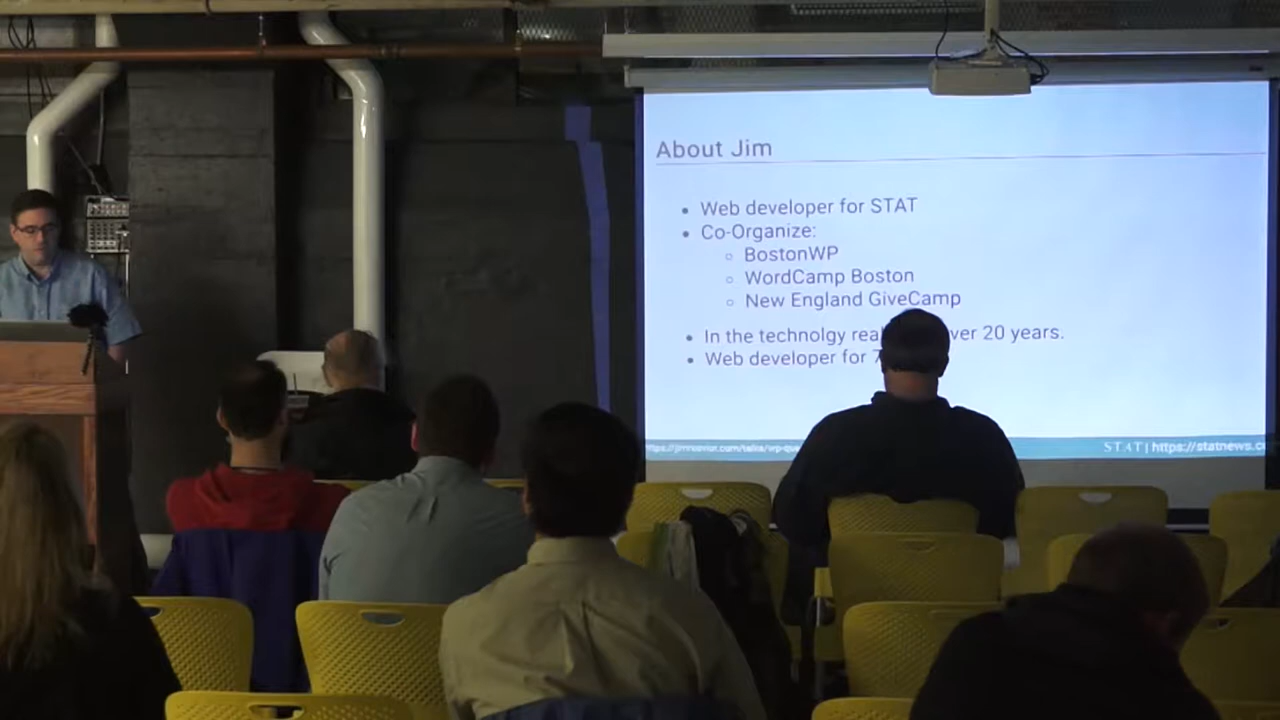 About Jim
Web developer for STAT
Co-Organize:
BostonWP
WordCamp Boston
New England GiveCamp
In the technolgy ver 20 years.
Web developer for 7
STAT | https://statnews.c